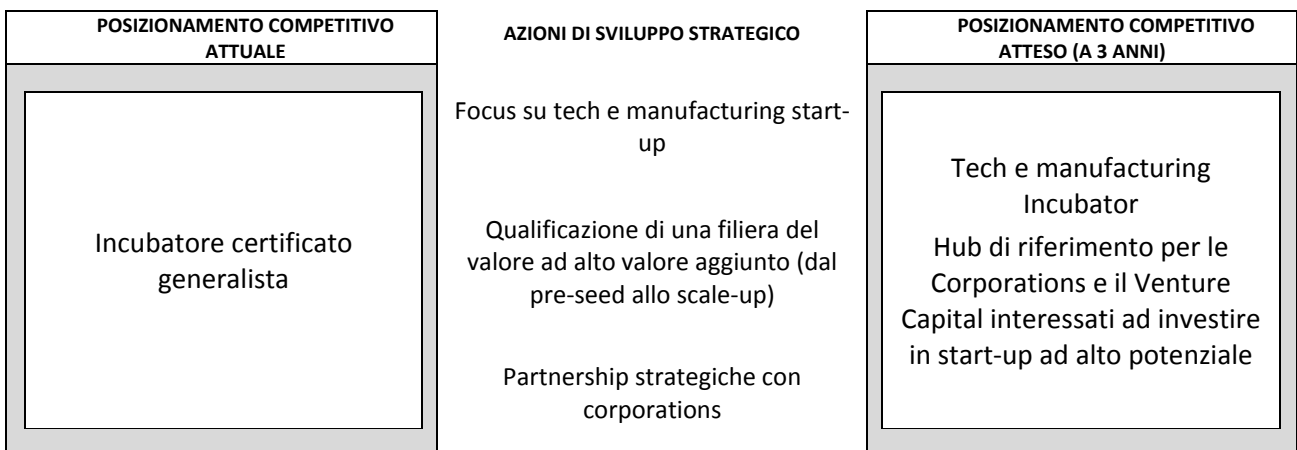 POSIZIONAMENTO COMPETITIVO
ATTUALE
Incubatore certificato
generalista
AZIONI DI SVILUPPO STRATEGICO
Focus su tech e manufacturing start-
up
Qualificazione di una filiera del
valore ad alto valore aggiunto (dal
pre-seed allo scale-up)
Partnership strategiche con
corporations
POSIZIONAMENTO COMPETITIVO
ATTESO (A 3 ANNI)
Tech e manufacturing
Incubator
Hub di riferimento per le
Corporations e il Venture
Capital interessati ad investire
in start-up ad alto potenziale